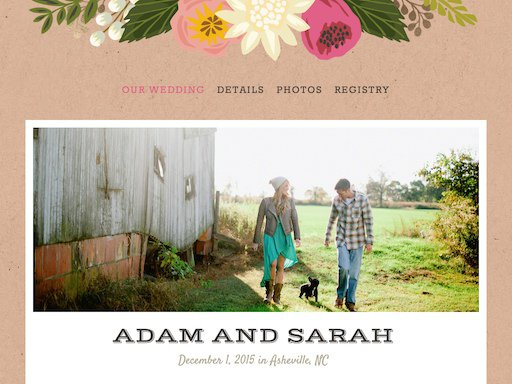 OUR WEDDING DETAILS PHOTOS REGISTRY
ADAM AND SARAH
December 1, 2015 in Asheville, NC